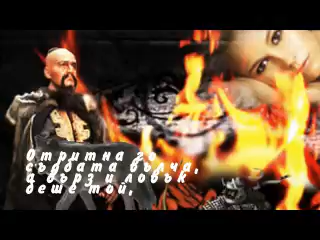 Отритна го
съдбата вълча,
а бърз и ловък
беше той,